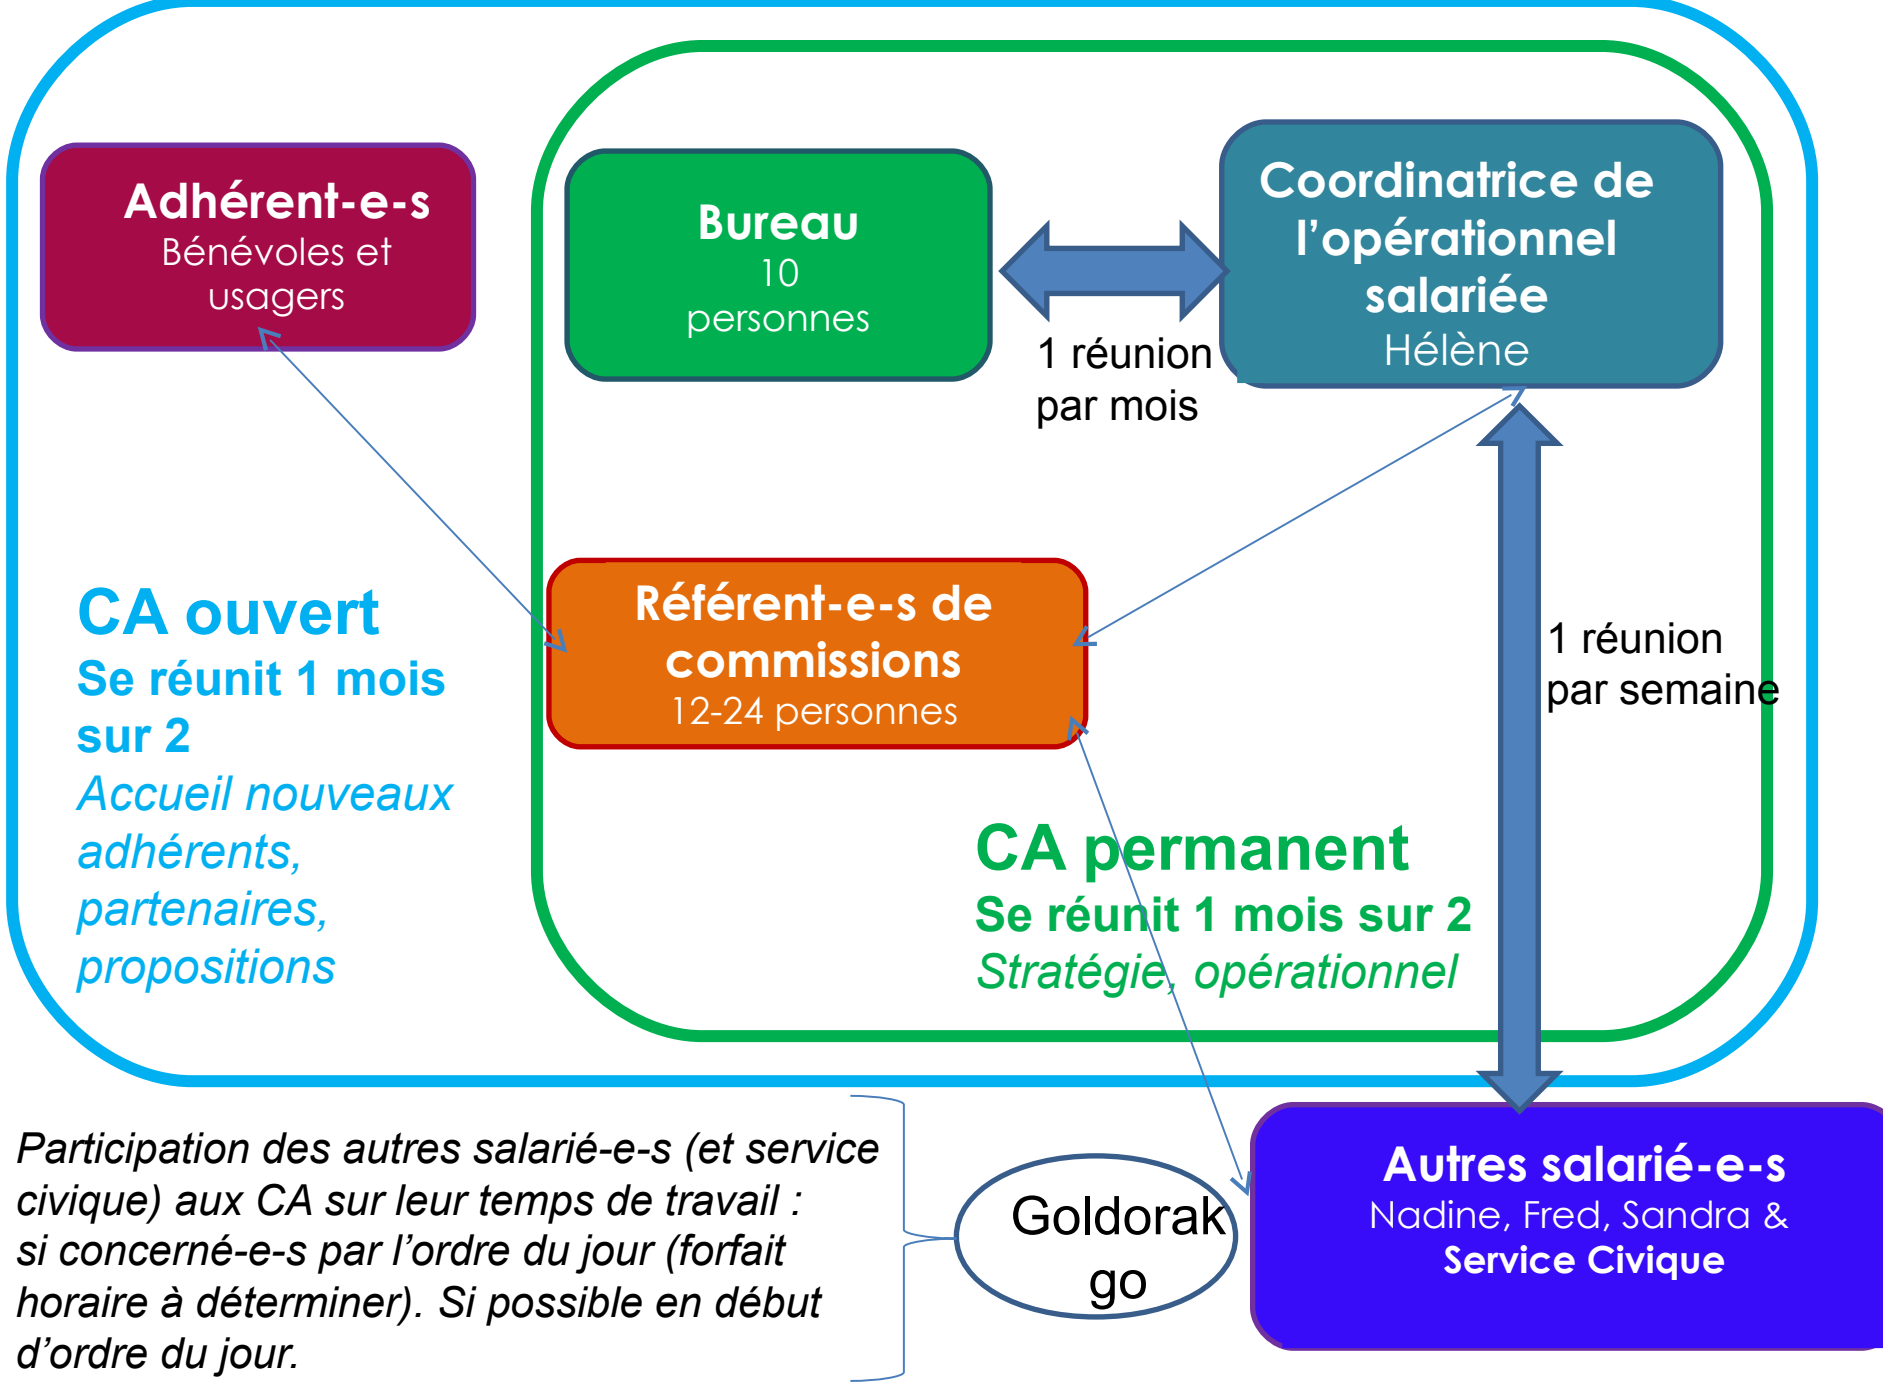 Adhérent-e-s
Bénévoles et
usagers
Bureau
10
personnes
Coordinatrice de
l’opérationnel
salariée
Hélène
1 réunion
par mois
Référent-e-s de
commissions
12-24 personnes
CA ouvert
Se réunit 1 mois
sur 2
Accueil nouveaux
adhérents,
partenaires,
propositions
1 réunion
par semaine
CA permanent
Se réunit 1 mois sur 2
Stratégie, opérationnel
Participation des autres salarié-e-s (et service
civique) aux CA sur leur temps de travail :
si concerné-e-s par l’ordre du jour (forfait
horaire à déterminer). Si possible en début
d’ordre du jour.
Goldorak
go
Autres salarié-e-s
Nadine, Fred, Sandra &
Service Civique